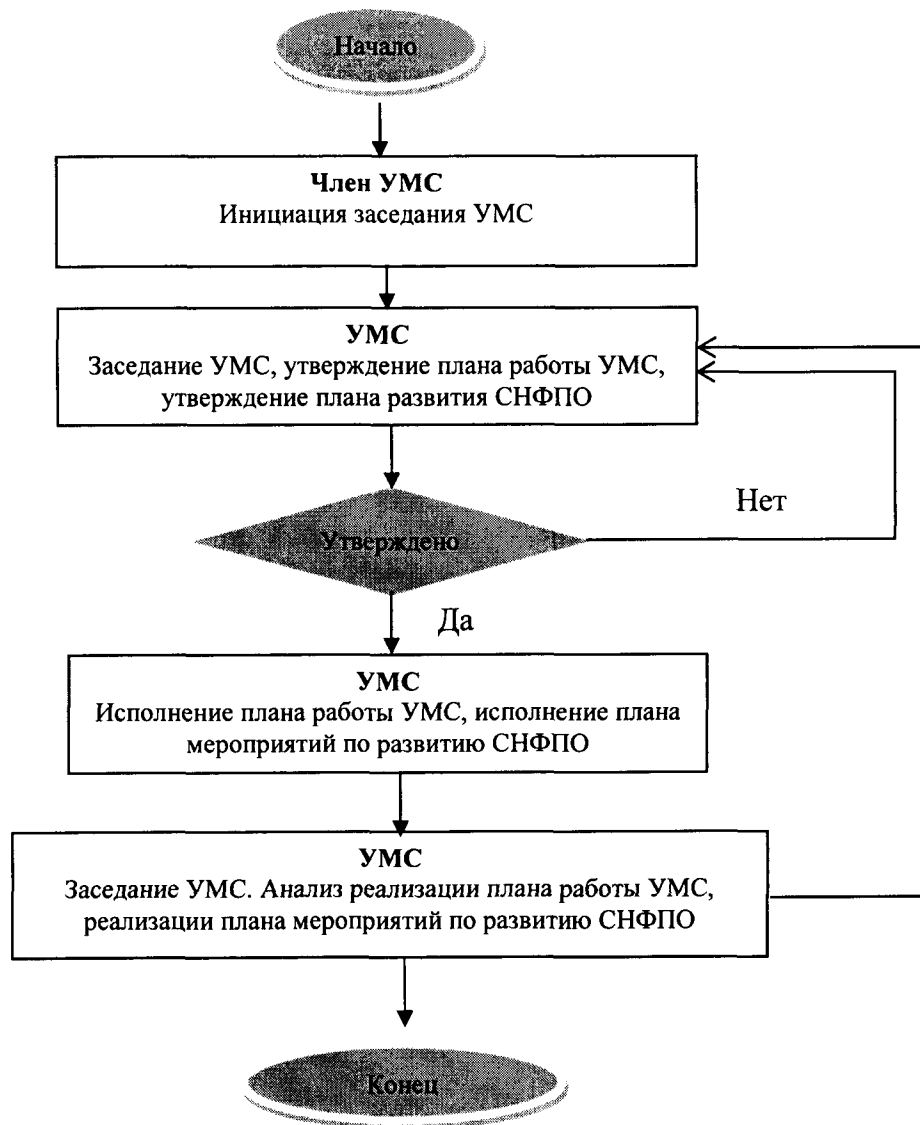 Начало
Член УМС
Инициация заседания УМС
УМС
Заседание УМС, утверждение плана работы УМС,
утверждение плана развития СНФПО
Нет
Утверждено
Да
УМС
Исполнение плана работы УМС, исполнение плана
мероприятий по развитию СНФПО
УМС
Заседание УМС. Анализ реализации плана работы УМС,
реализации плана мероприятий по развитию СНФПО
Конец